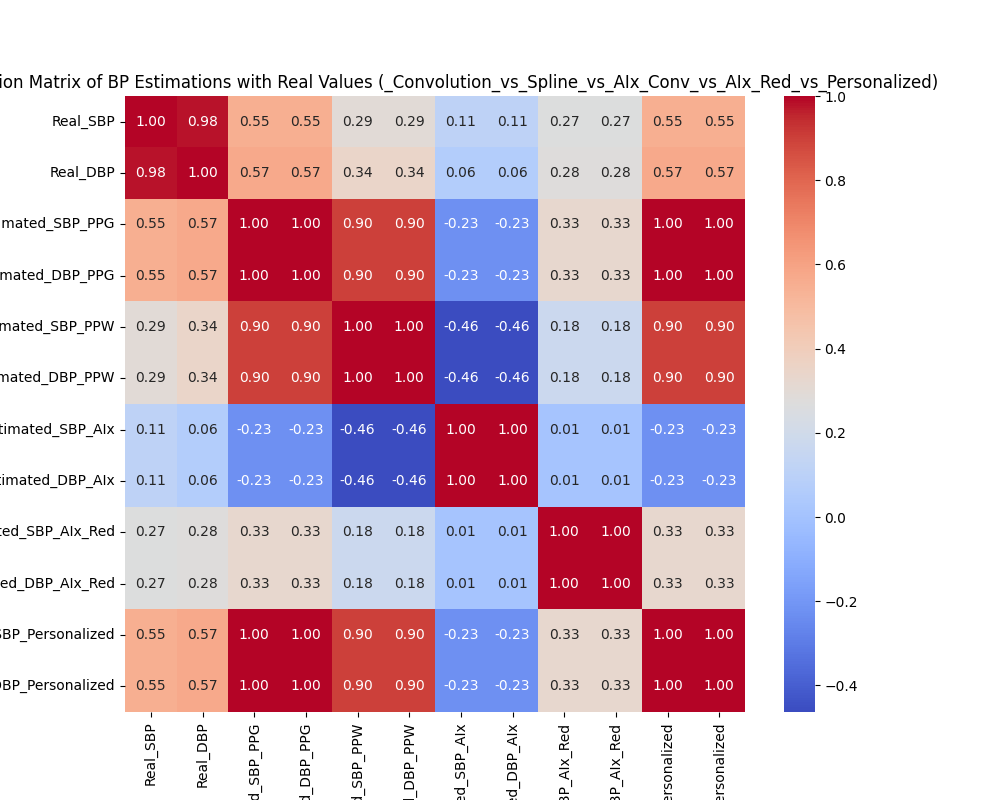 ion Matrix of BP Estimations with Real Values (_Convolution_vs_Spline_vs_AIx_Conv_vs_AIx_Red_vs_Personalized)
Real_SBP 1.00 0.98 0.55 0.55 0.29 0.29 0.11 0.11 0.27 0.27 0.55 0.55
Real_DBP 0.98 1.00 0.57 0.57 0.34 0.34 0.06 0.06 0.28 0.28 0.57 0.57
mated_SBP_PPG 0.55 0.57 1.00 1.00 0.90 0.90 -0.23 -0.23 0.33 0.33 1.00 1.00
mated_DBP_PPG 0.55 0.57 1.00 1.00 0.90 0.90 -0.23 -0.23 0.33 0.33 1.00 1.00
mated_SBP_PPW 0.29 0.34 0.90 0.90 1.00 1.00 -0.46 -0.46 0.18 0.18 0.90 0.90
mated_DBP_PPW 0.29 0.34 0.90 0.90 1.00 1.00 -0.46 -0.46 0.18 0.18 0.90 0.90
timated_SBP_AIx 0.11 0.06 -0.23 -0.23 -0.46 -0.46 1.00 1.00 0.01 0.01 -0.23 -0.23
timated_DBP_AIx 0.11 0.06 -0.23 -0.23 -0.46 -0.46 1.00 1.00 0.01 0.01 -0.23 -0.23
ted_SBP_AIx_Red 0.27 0.28 0.33 0.33 0.18 0.18 0.01 0.01 1.00 1.00 0.33 0.33
ed_DBP_AIx_Red 0.27 0.28 0.33 0.33 0.18 0.18 0.01 0.01 1.00 1.00 0.33 0.33
SBP_Personalized 0.55 0.57 1.00 1.00 0.90 0.90 -0.23 -0.23 0.33 0.33 1.00 1.00
DBP_Personalized 0.55 0.57 1.00 1.00 0.90 0.90 -0.23 -0.23 0.33 0.33 1.00 1.00
Real_SBP
Real_DBP
d_SBP_PPG
d_DBP_PPG
d_SBP_PPW
d_DBP_PPW
ed_SBP_AIx
ed_DBP_AIx
BP_AIx_Red
BP_AIx_Red
ersonalized
ersonalized
1.0
0.8
0.6
0.4
0.2
0.0
−0.2
−0.4